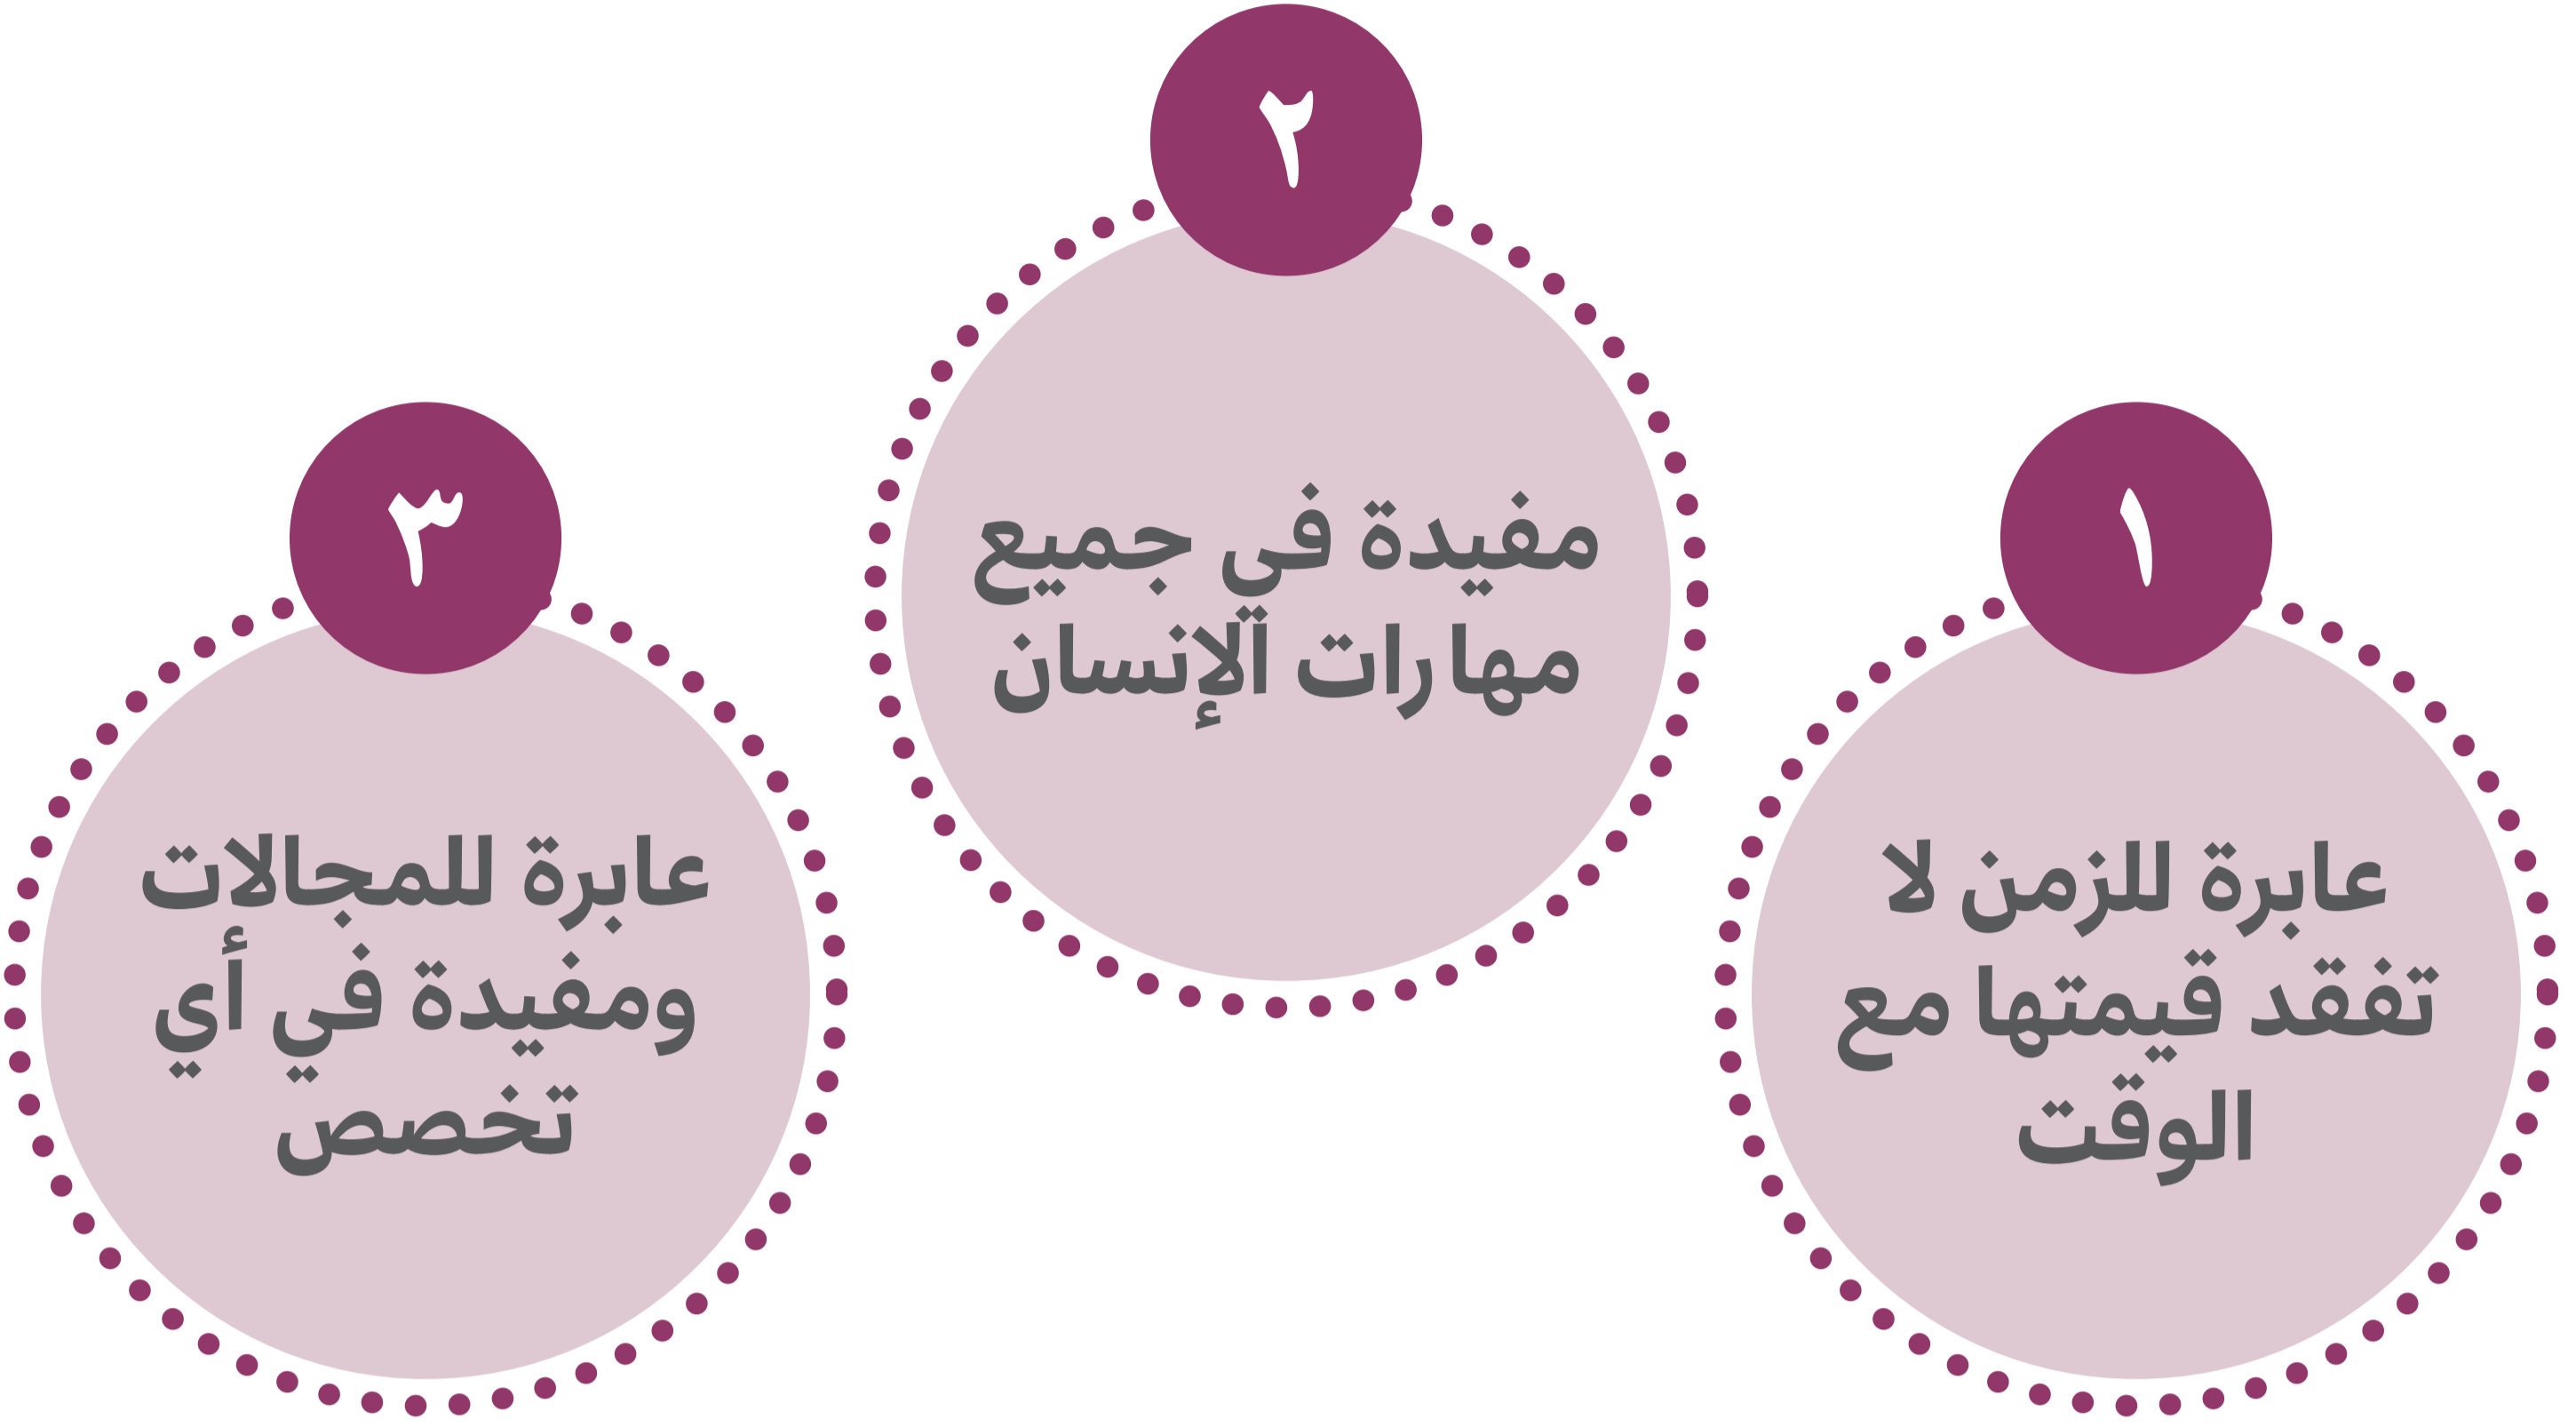 ١
عابرة للزمن لا
تفقد قيمتها مع
الوقت
٢
مفيدة في جميع
مهارات الإنسان
٣
عابرة للمجالات
ومفيدة في أي
تخصص